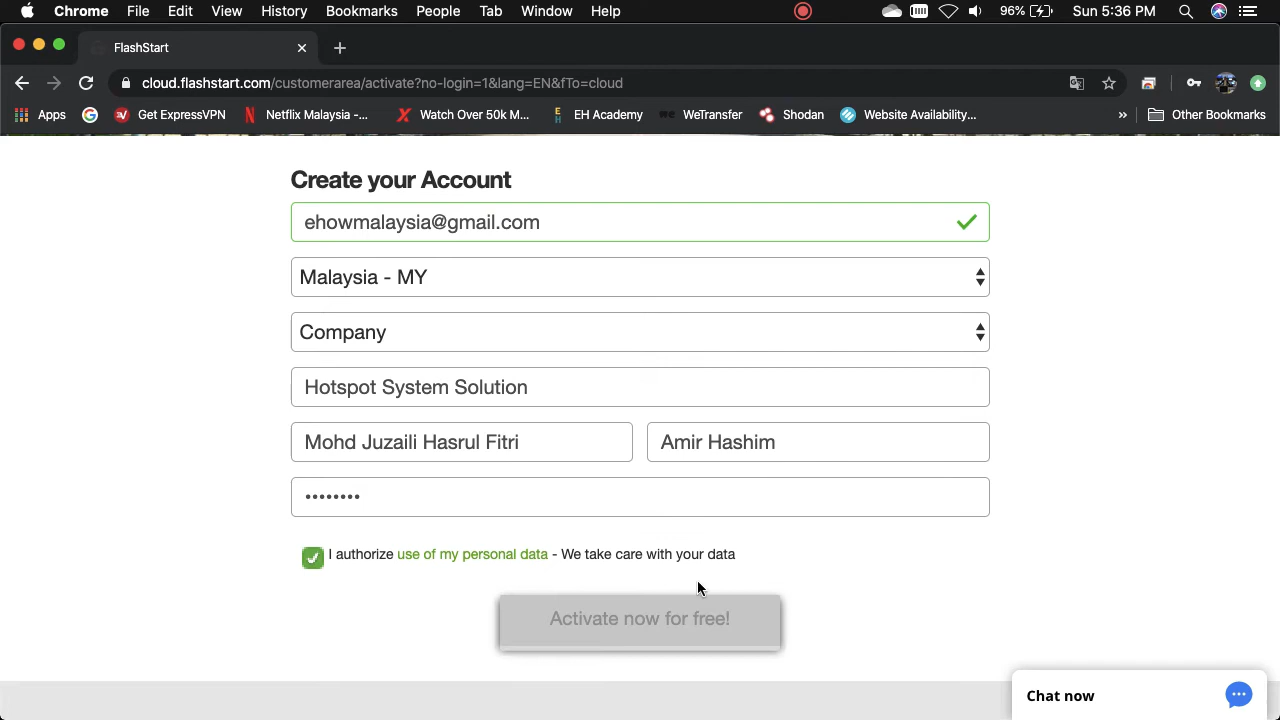 Chrome File Edit View History Bookmarks People Tab Window Help 96% Sun 5:36 PM
FlashStart
cloud.flashstart.com/customerarea/activate?no-login=1&lang=EN&fTo=cloud
Apps Get ExpressVPN Netflix Malaysia -... Watch Over 50k M... EH Academy WeTransfer Shodan Website Availability... » Other Bookmarks
Create your Account
ehowmalaysia@gmail.com
Malaysia - MY
Company
Hotspot System Solution
Mohd Juzaili Hasrul Fitri Amir Hashim
••••••••
I authorize use of my personal data - We take care with your data
Activate now for free!
Chat now